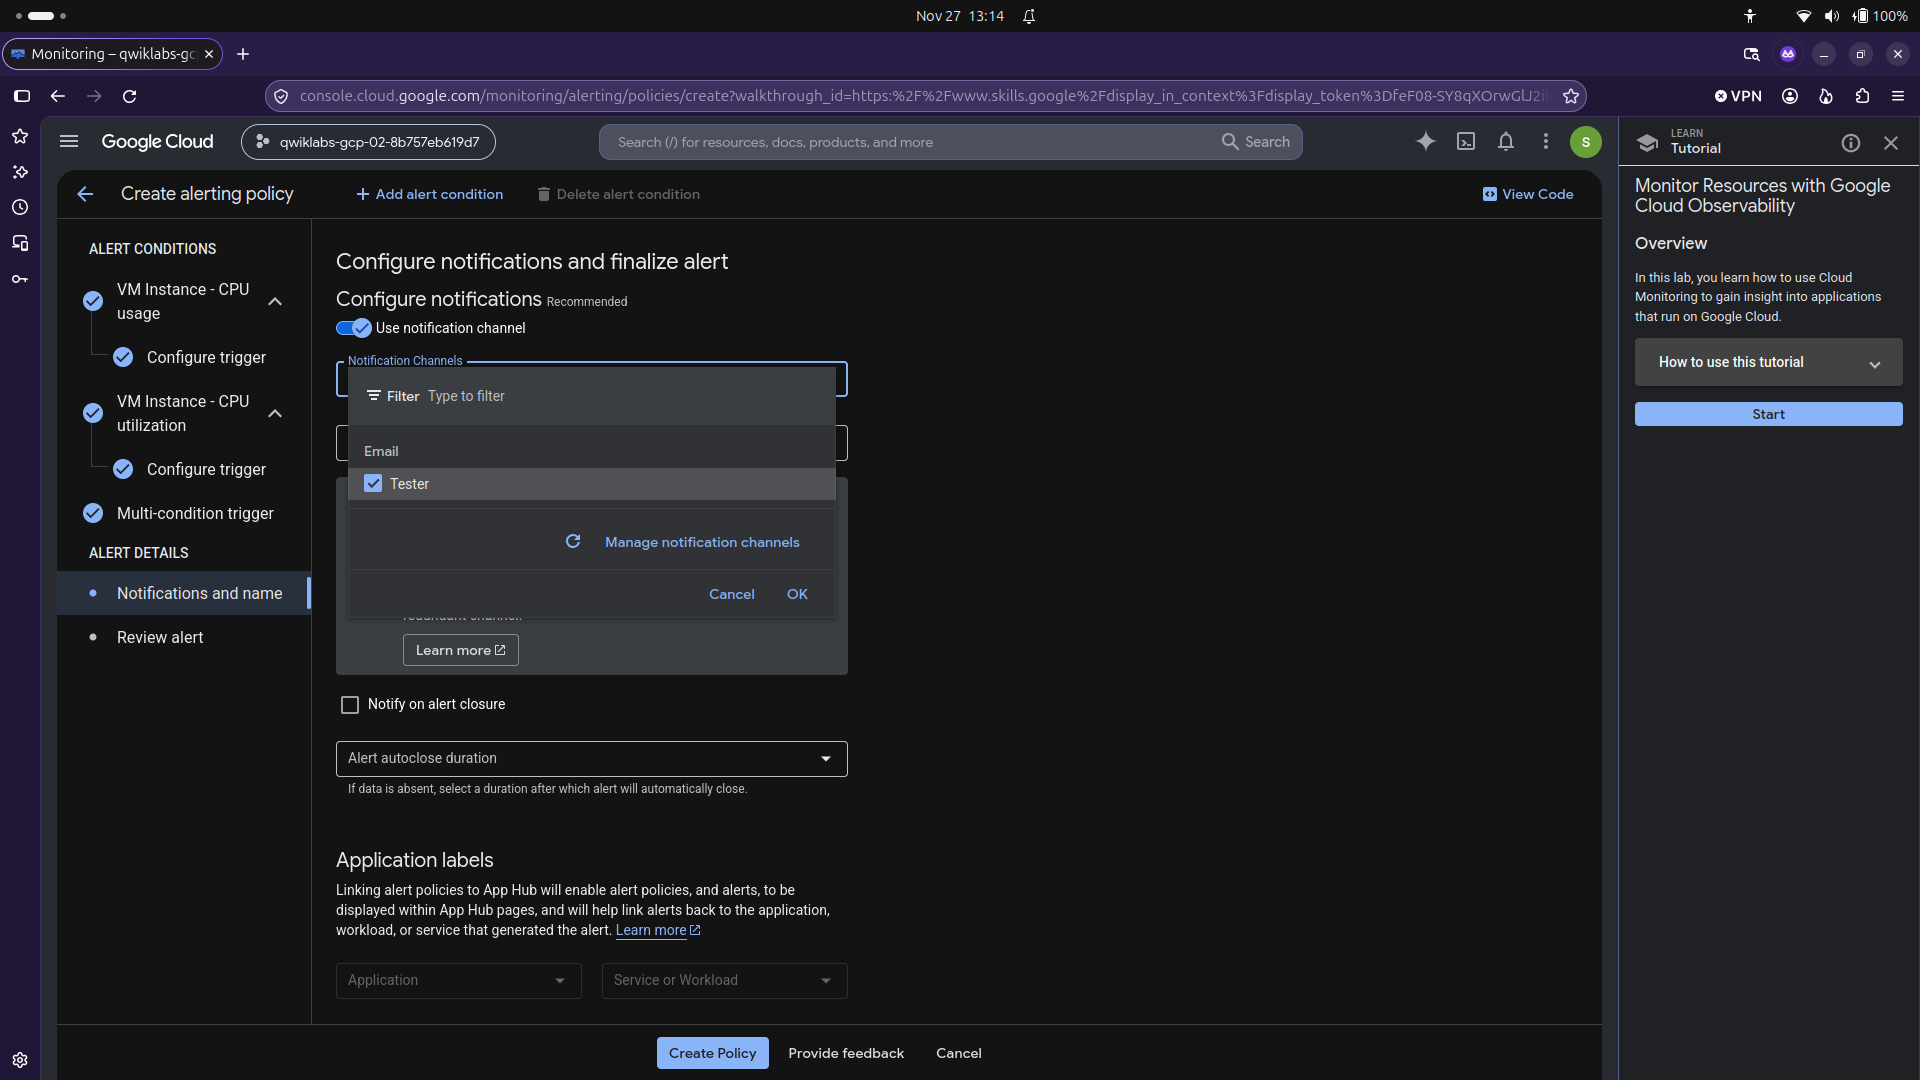 Nov 27 13:14
100%
Monitoring – qwiklabs-gc
console.cloud.google.com/monitoring/alerting/policies/create?walkthrough_id=https:%2F%2Fwww.skills.google%2Fdisplay_in_context%3Fdisplay_token%3DfeF08-SY8qXOrwGlJ2il
VPN
Google Cloud
qwiklabs-gcp-02-8b757eb619d7
Search (/) for resources, docs, products, and more
Search
S
LEARN
Tutorial
Create alerting policy
Add alert condition
Delete alert condition
View Code
ALERT CONDITIONS
VM Instance - CPU
usage
Configure trigger
VM Instance - CPU
utilization
Configure trigger
Multi-condition trigger
ALERT DETAILS
Notifications and name
Review alert
Configure notifications and finalize alert
Configure notifications Recommended
Use notification channel
Notification Channels
Filter Type to filter
Email
Tester
Manage notification channels
Cancel
OK
redundant channel.
Learn more
Notify on alert closure
Alert autoclose duration
If data is absent, select a duration after which alert will automatically close.
Application labels
Linking alert policies to App Hub will enable alert policies, and alerts, to be
displayed within App Hub pages, and will help link alerts back to the application,
workload, or service that generated the alert. Learn more
Application
Service or Workload
Create Policy
Provide feedback
Cancel
Monitor Resources with Google
Cloud Observability
Overview
In this lab, you learn how to use Cloud
Monitoring to gain insight into applications
that run on Google Cloud.
How to use this tutorial
Start